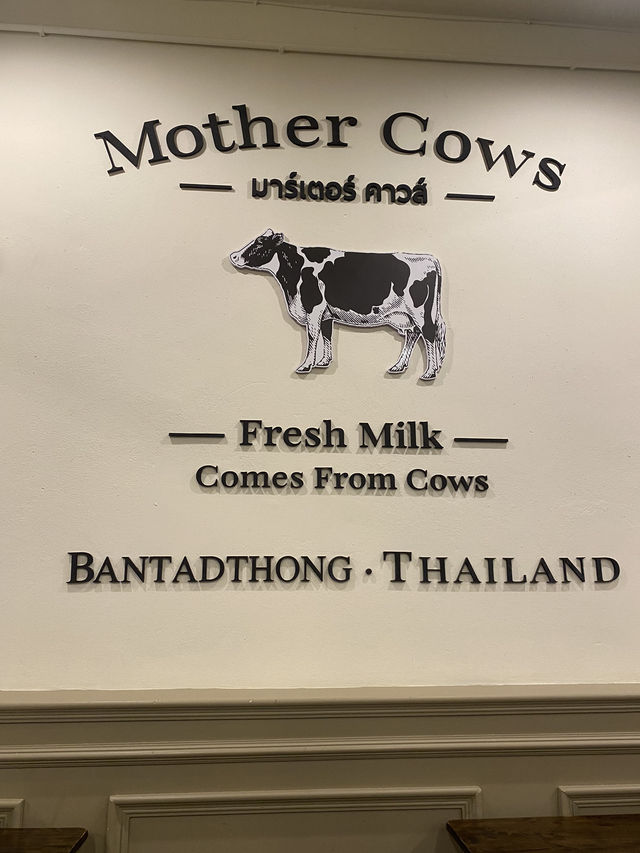 Mother Cows
มาร์เตอร์ คาวส์
Fresh Milk
Comes From Cows
BANTADTHONG · THAILAND